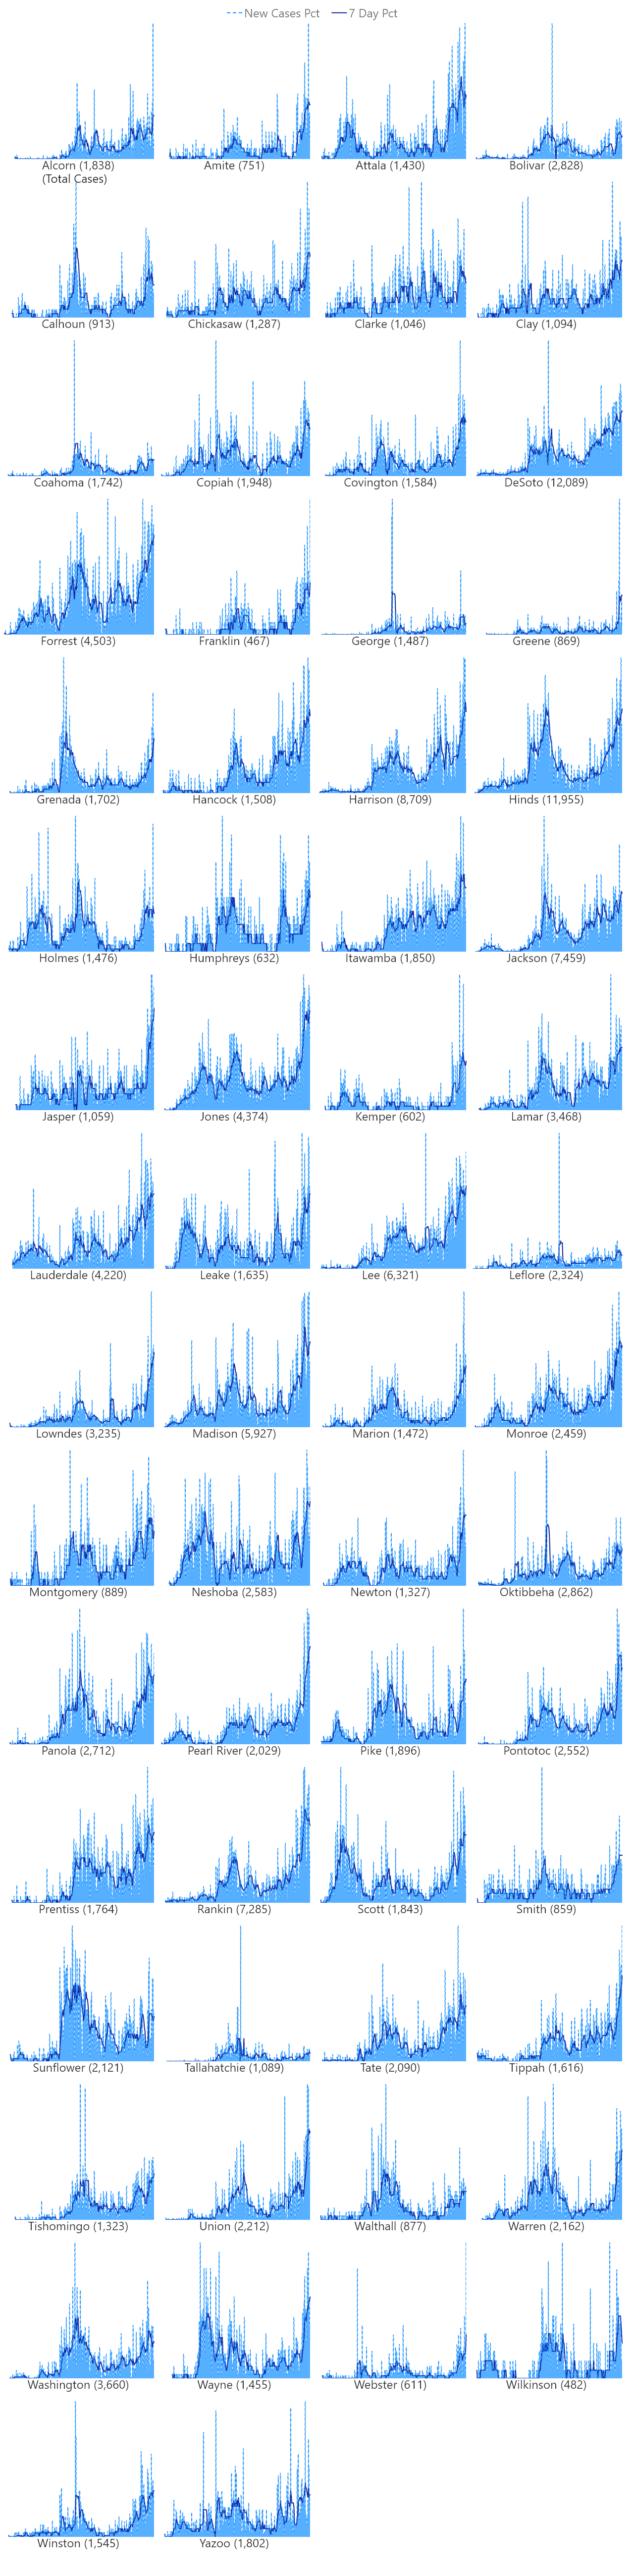 New Cases Pct 7 Day Pct
Alcorn (1,838) Amite (751) Attala (1,430) Bolivar (2,828)
(Total Cases)
Calhoun (913) Chickasaw (1,287) Clarke (1,046) Clay (1,094)
Coahoma (1,742) Copiah (1,948) Covington (1,584) DeSoto (12,089)
Forrest (4,503) Franklin (467) George (1,487) Greene (869)
Grenada (1,702) Hancock (1,508) Harrison (8,709) Hinds (11,955)
Holmes (1,476) Humphreys (632) Itawamba (1,850) Jackson (7,459)
Jasper (1,059) Jones (4,374) Kemper (602) Lamar (3,468)
Lauderdale (4,220) Leake (1,635) Lee (6,321) Leflore (2,324)
Lowndes (3,235) Madison (5,927) Marion (1,472) Monroe (2,459)
Montgomery (889) Neshoba (2,583) Newton (1,327) Oktibbeha (2,862)
Panola (2,712) Pearl River (2,029) Pike (1,896) Pontotoc (2,552)
Prentiss (1,764) Rankin (7,285) Scott (1,843) Smith (859)
Sunflower (2,121) Tallahatchie (1,089) Tate (2,090) Tippah (1,616)
Tishomingo (1,323) Union (2,212) Walthall (877) Warren (2,162)
Washington (3,660) Wayne (1,455) Webster (611) Wilkinson (482)
Winston (1,545) Yazoo (1,802)